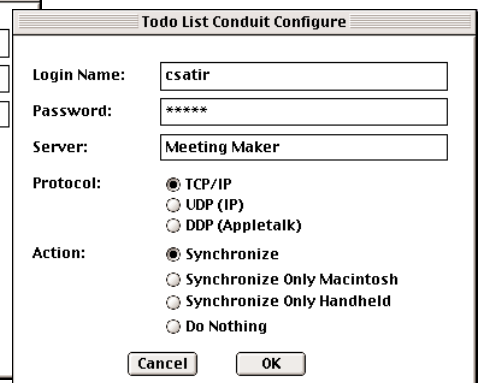 Todo List Conduit Configure
Login Name: csatir
Password: *****
Server: Meeting Maker
Protocol: TCP/IP
UDP (IP)
DDP (Appletalk)
Action: Synchronize
Synchronize Only Macintosh
Synchronize Only Handheld
Do Nothing
Cancel OK